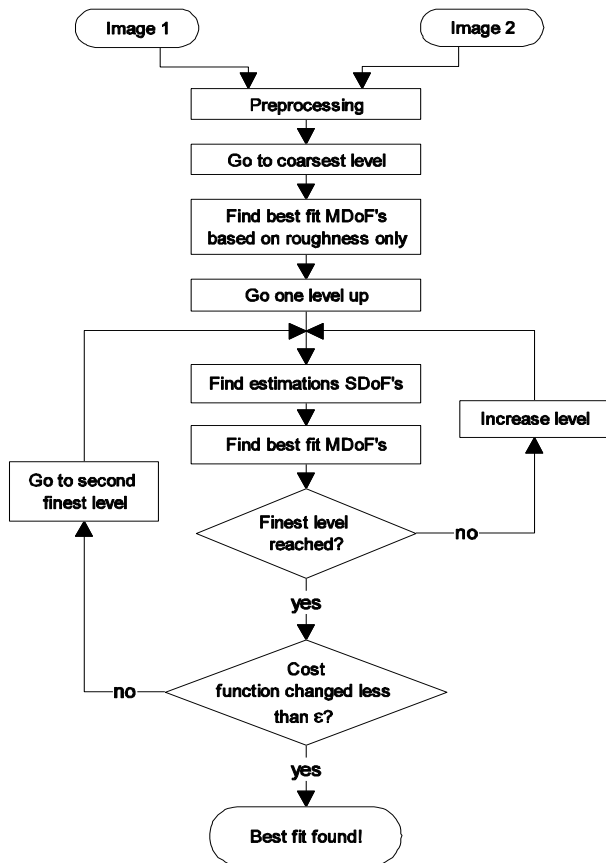 Image 1
Image 2
Preprocessing
Go to coarsest level
Find best fit MDoF's
based on roughness only
Go one level up
Find estimations SDoF's
Increase level
Find best fit MDoF's
Go to second
finest level
Finest level
reached?
no
yes
Cost
function changed less
than ε?
no
yes
Best fit found!